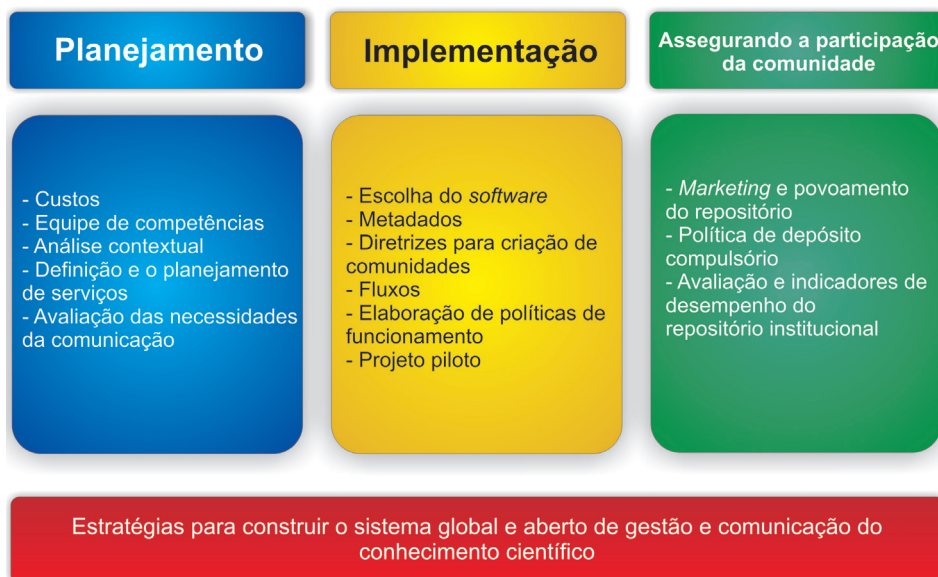 Planejamento
- Custos
- Equipe de competências
- Análise contextual
- Definição e o planejamento
de serviços
- Avaliação das necessidades
da comunicação
Implementação
- Escolha do software
- Metadados
- Diretrizes para criação de
comunidades
- Fluxos
- Elaboração de políticas de
funcionamento
- Projeto piloto
Assegurando a participação
da comunidade
- Marketing e povoamento
do repositório
- Política de depósito
compulsório
- Avaliação e indicadores de
desempenho do
repositório institucional
Estratégias para construir o sistema global e aberto de gestão e comunicação do
conhecimento científico